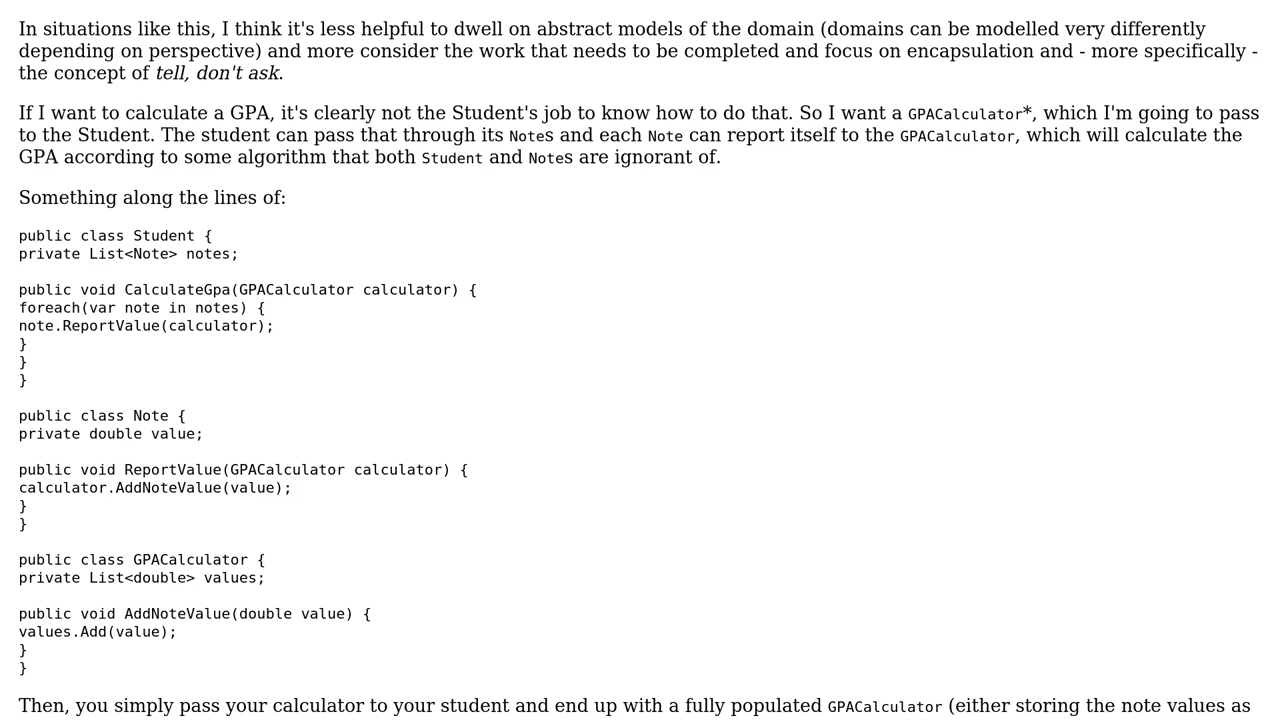 In situations like this, I think it's less helpful to dwell on abstract models of the domain (domains can be modelled very differently
depending on perspective) and more consider the work that needs to be completed and focus on encapsulation and - more specifically -
the concept of tell, don't ask.
If I want to calculate a GPA, it's clearly not the Student's job to know how to do that. So I want a GPACalculator*, which I'm going to pass
to the Student. The student can pass that through its Notes and each Note can report itself to the GPACalculator, which will calculate the
GPA according to some algorithm that both Student and Notes are ignorant of.
Something along the lines of:
public class Student {
private List<Note> notes;
public void CalculateGpa(GPACalculator calculator) {
foreach(var note in notes) {
note.ReportValue(calculator);
}
}
}
public class Note {
private double value;
public void ReportValue(GPACalculator calculator) {
calculator.AddNoteValue(value);
}
}
public class GPACalculator {
private List<double> values;
public void AddNoteValue(double value) {
values.Add(value);
}
}
Then, you simply pass your calculator to your student and end up with a fully populated GPACalculator (either storing the note values as